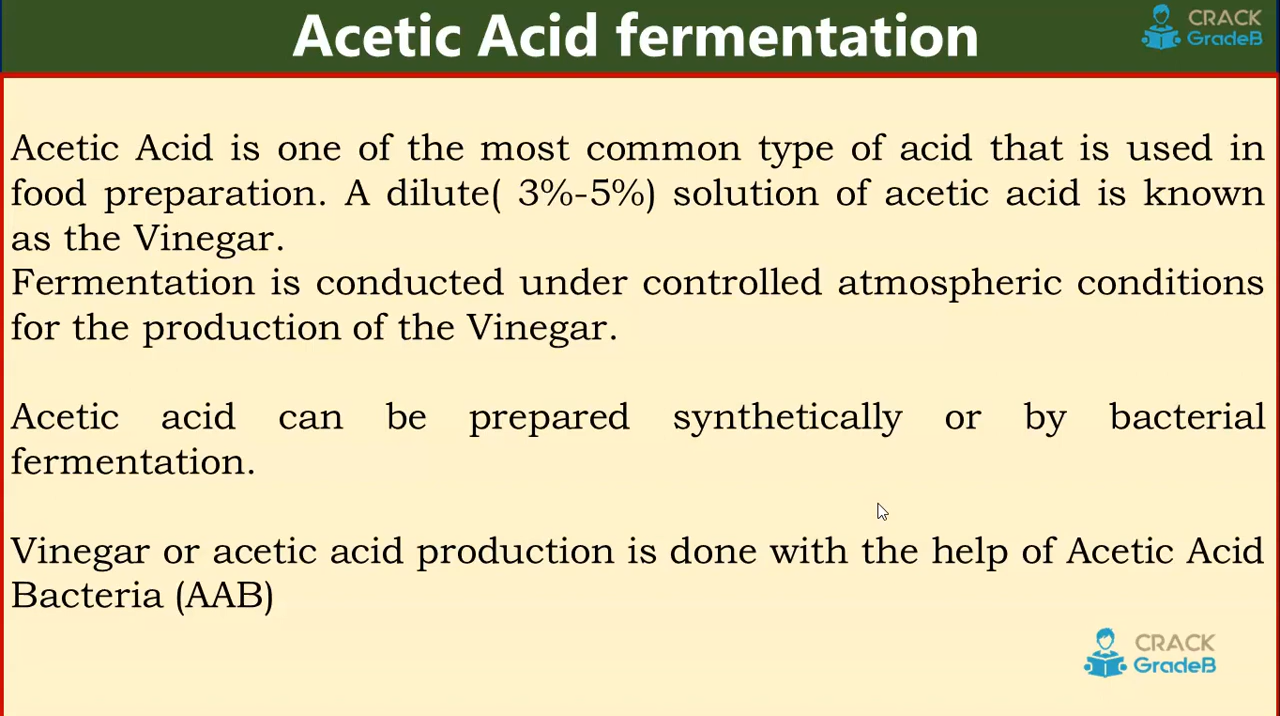 Acetic Acid fermentation
CRACK
GradeB
Acetic Acid is one of the most common type of acid that is used in
food preparation. A dilute( 3%-5%) solution of acetic acid is known
as the Vinegar.
Fermentation is conducted under controlled atmospheric conditions
for the production of the Vinegar.
Acetic acid can be prepared synthetically or by bacterial
fermentation.
Vinegar or acetic acid production is done with the help of Acetic Acid
Bacteria (AAB)
CRACK
GradeB